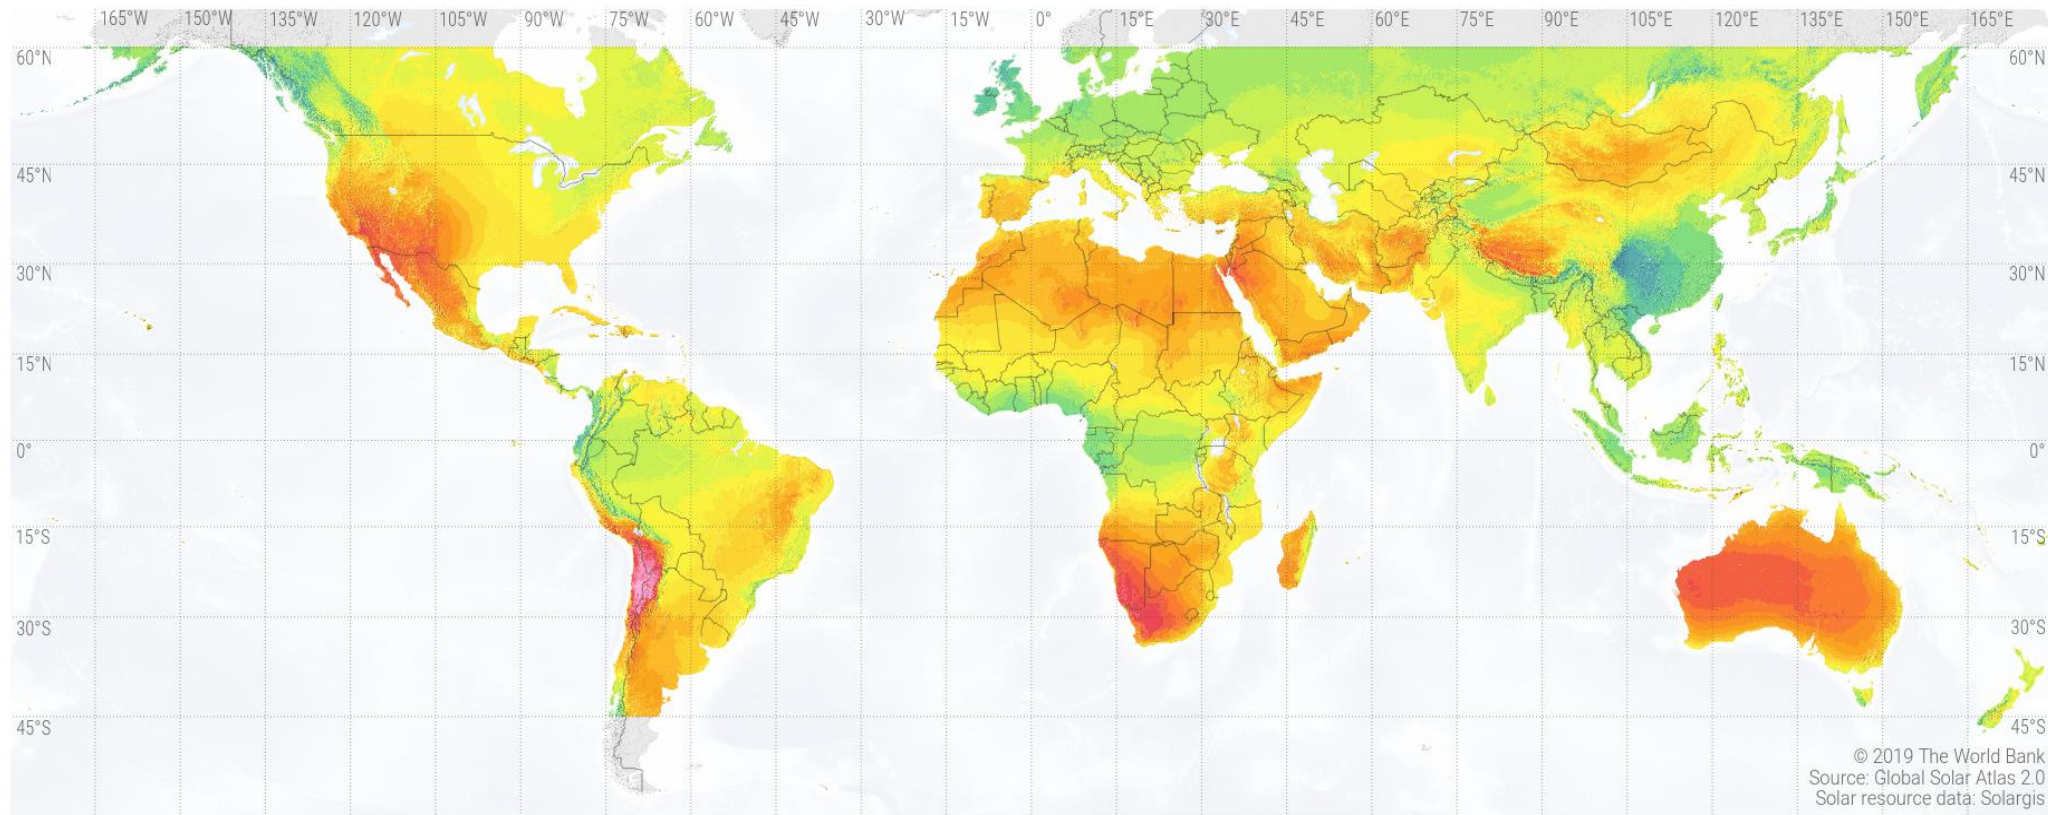 165°W 150°W 135°W 120°W 105°W 90°W 75°W 60°W 45°W 30°W 15°W 0° 15°E 30°E 45°E 60°E 75°E 90°E 105°E 120°E 135°E 150°E 165°E
60°N 60°N
45°N 45°N
30°N 30°N
15°N 15°N
0° 0°
15°S 15°S
30°S 30°S
45°S 45°S
© 2019 The World Bank
Source: Global Solar Atlas 2.0
Solar resource data: Solargis